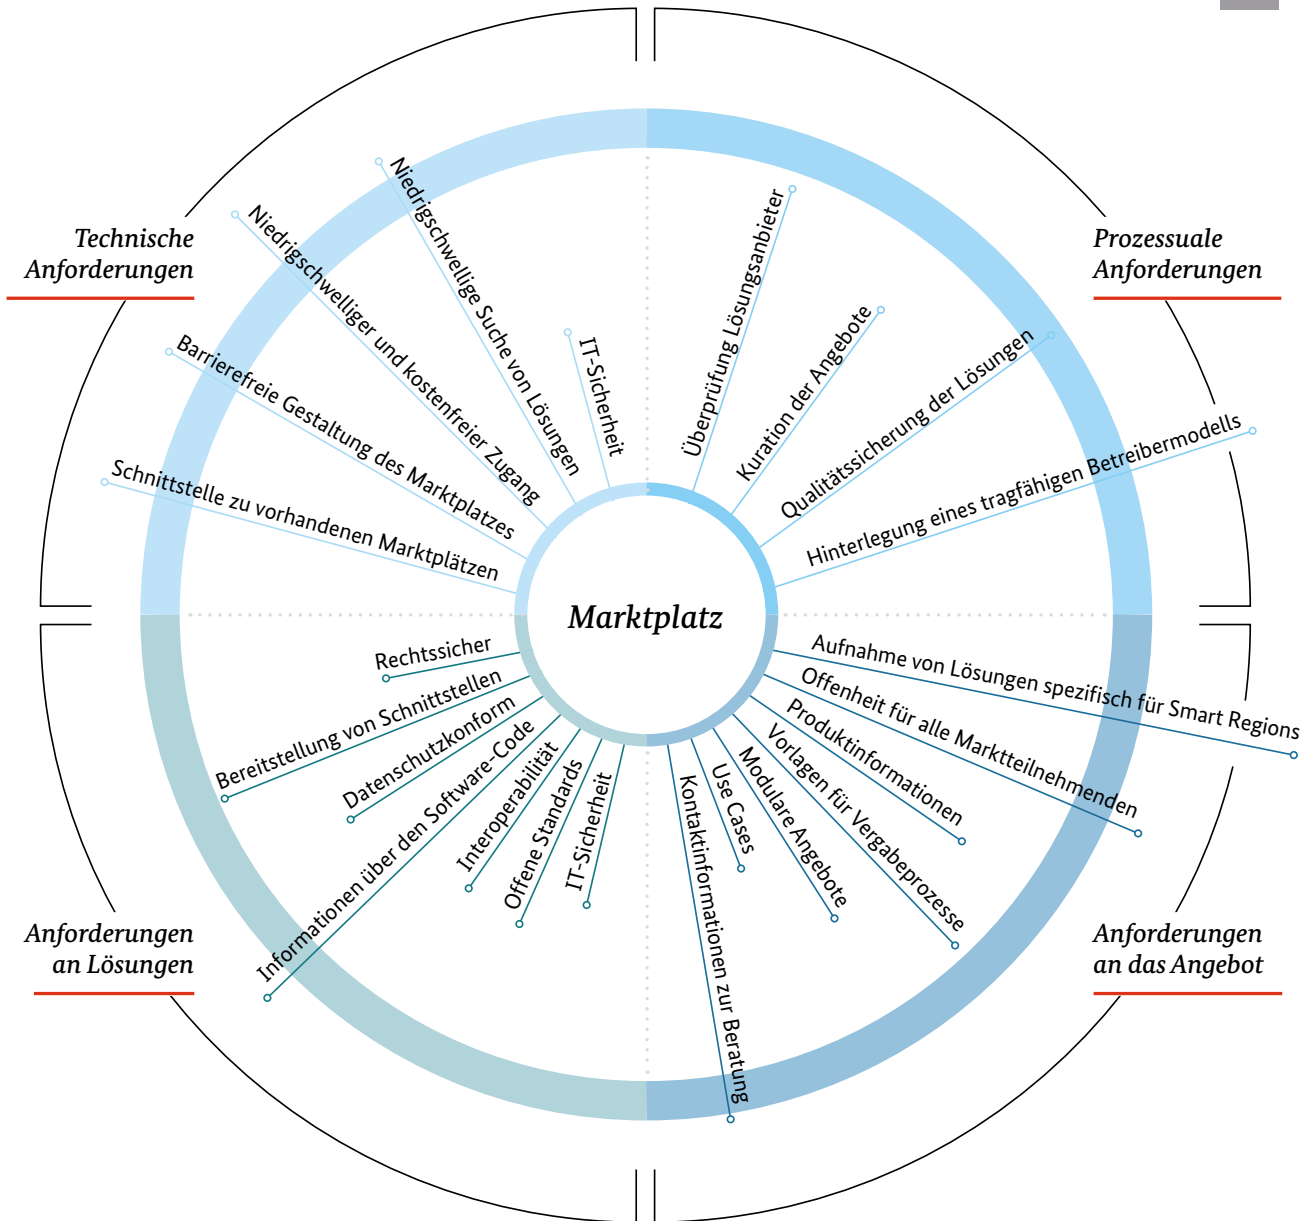 Technische
Anforderungen
Schnittstelle zu vorhandenen Marktplätzen
Barrierefreie Gestaltung des Marktplatzes
Niedrigschwelliger und kostenfreier Zugang
Niedrigschwellige Suche von Lösungen
IT-Sicherheit
Prozessuale
Anforderungen
Überprüfung Lösungsanbieter
Kuration der Angebote
Qualitätssicherung der Lösungen
Hinterlegung eines tragfähigen Betreibermodells
Marktplatz
Anforderungen
an Lösungen
Rechtssicher
Bereitstellung von Schnittstellen
Datenschutzkonform
Informationen über den Software-Code
Interoperabilität
Offene Standards
IT-Sicherheit
Anforderungen
an das Angebot
Aufnahme von Lösungen spezifisch für Smart Regions
Offenheit für alle Marktteilnehmenden
Produktinformationen
Vorlagen für Vergabeprozesse
Modulare Angebote
Use Cases
Kontaktinformationen zur Beratung